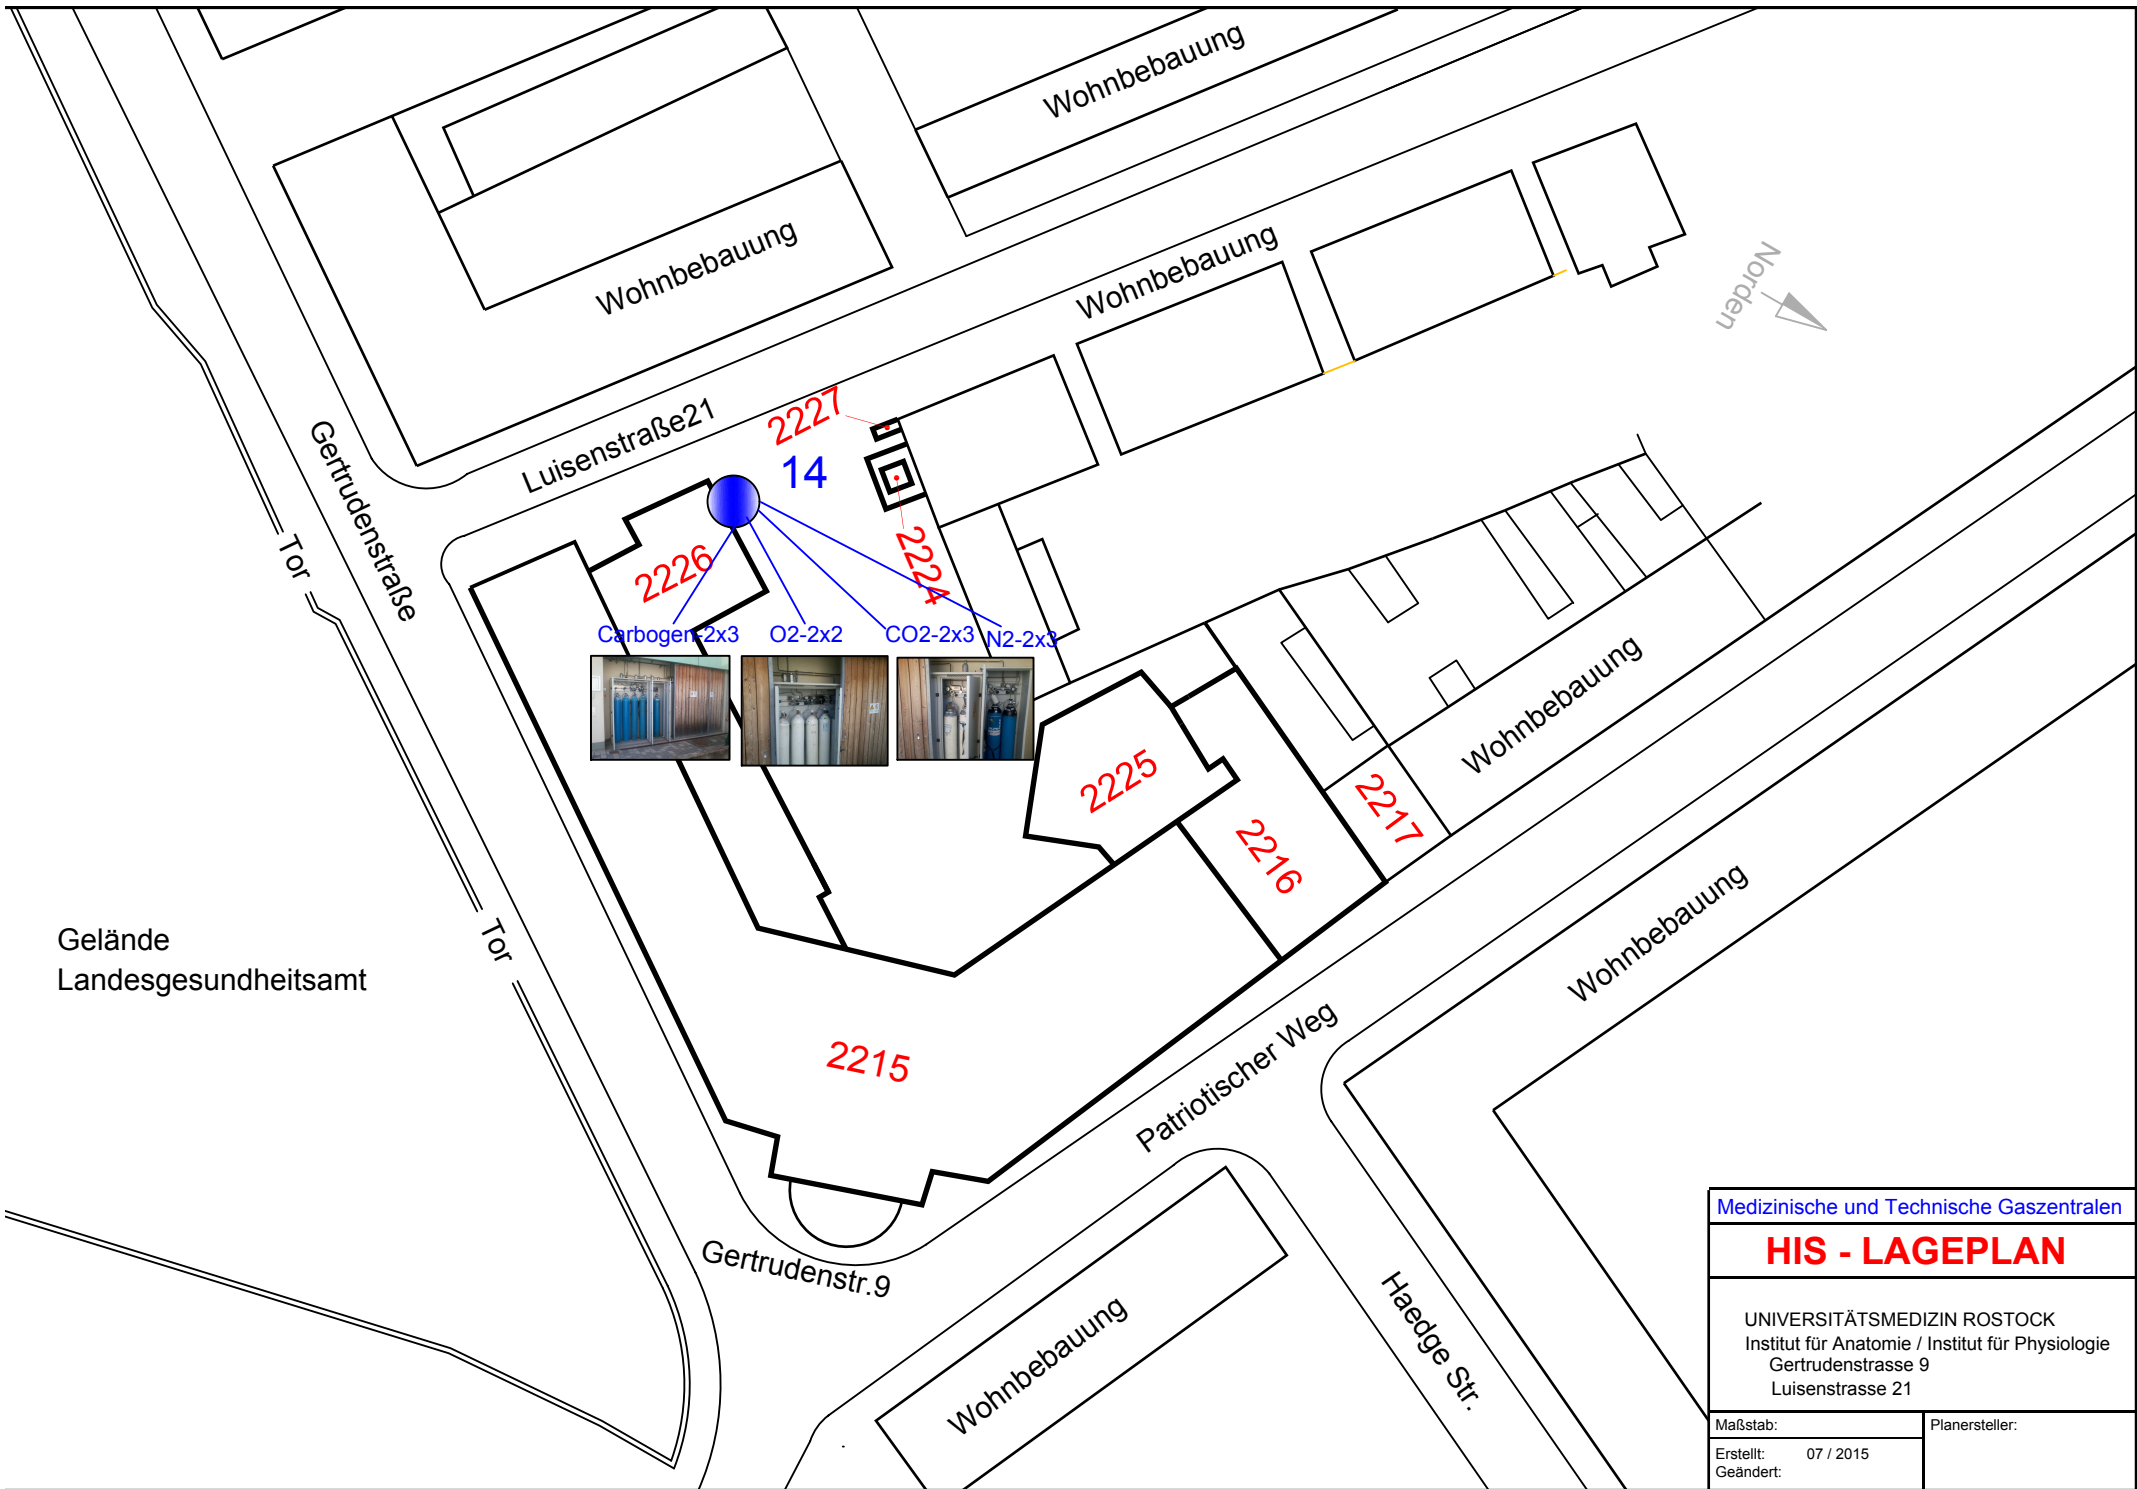 Wohnbebauung
Wohnbebauung
Wohnbebauung
Norden
Luisenstraße21
2227
14
Gertrudenstraße
Tor
2226
2224
Carbogen-2x3
O2-2x2
CO2-2x3
N2-2x3
Wohnbebauung
2225
2217
2216
Wohnbebauung
Gelände
Landesgesundheitsamt
Tor
2215
Patriotischer Weg
Gertrudenstr.9
Wohnbebauung
Haedge Str.
Medizinische und Technische Gaszentralen
HIS - LAGEPLAN
UNIVERSITÄTSMEDIZIN ROSTOCK
Institut für Anatomie / Institut für Physiologie
Gertrudenstrasse 9
Luisenstrasse 21
Maßstab:
Planersteller:
Erstellt: 07 / 2015
Geändert: